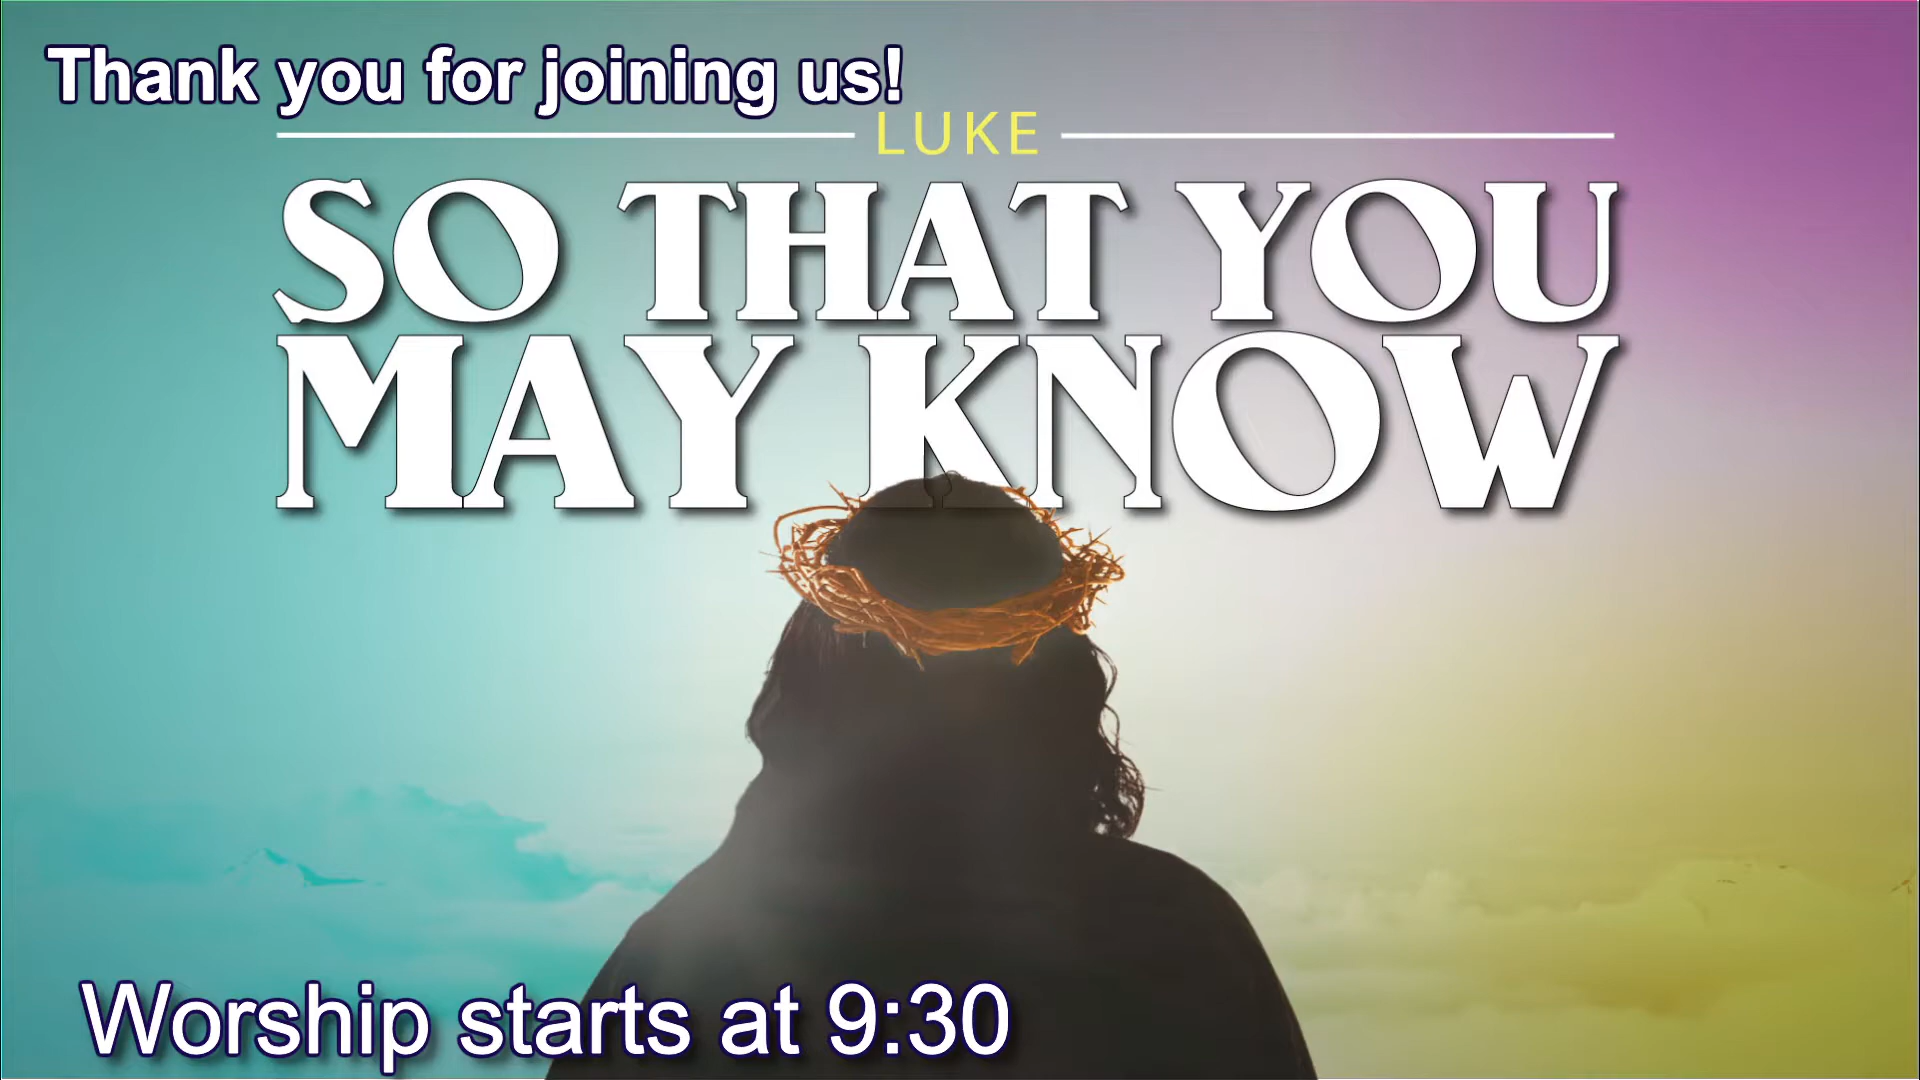 Thank you for joining us!
LUKE
SO THAT YOU
MAY KNOW
Worship starts at 9:30